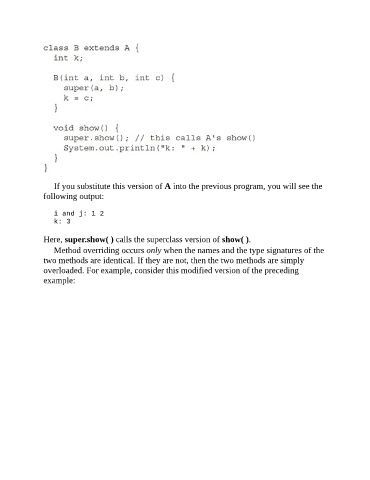 class B extends A {
int k;
B(int a, int b, int c) {
super(a, b);
k = c;
}
void show() {
super.show(); // this calls A's show()
System.out.println("k: " + k);
}
}
If you substitute this version of A into the previous program, you will see the
following output:
i and j: 1 2
k: 3
Here, super.show( ) calls the superclass version of show( ).
Method overriding occurs only when the names and the type signatures of the
two methods are identical. If they are not, then the two methods are simply
overloaded. For example, consider this modified version of the preceding
example: